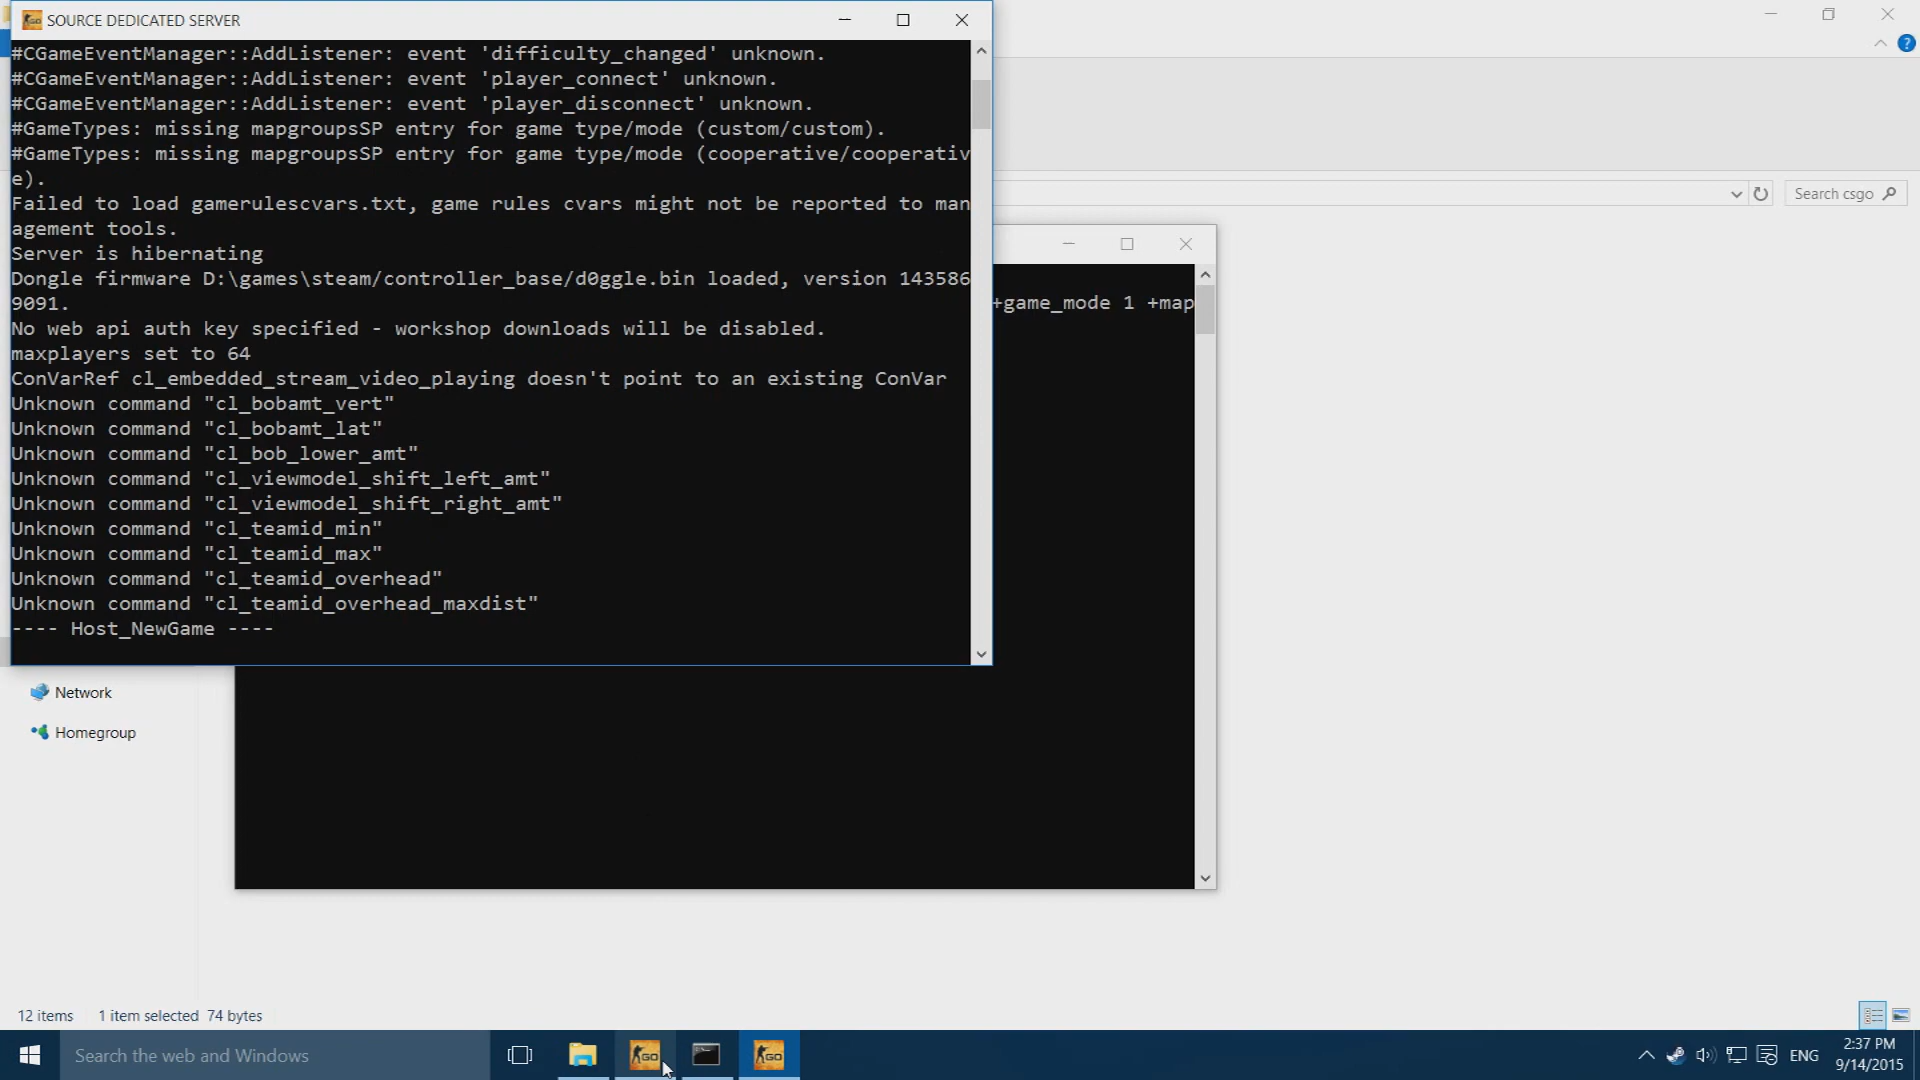 SOURCE DEDICATED SERVER
#CGameEventManager::AddListener: event 'difficulty_changed' unknown.
#CGameEventManager::AddListener: event 'player_connect' unknown.
#CGameEventManager::AddListener: event 'player_disconnect' unknown.
#GameTypes: missing mapgroupsSP entry for game type/mode (custom/custom).
#GameTypes: missing mapgroupsSP entry for game type/mode (cooperative/cooperativ
e).
Failed to load gamerulescvars.txt, game rules cvars might not be reported to man
agement tools.
Server is hibernating
Dongle firmware D:\games\steam/controller_base/d0ggle.bin loaded, version 143586
9091.
No web api auth key specified - workshop downloads will be disabled.
maxplayers set to 64
ConVarRef cl_embedded_stream_video_playing doesn't point to an existing ConVar
Unknown command "cl_bobamt_vert"
Unknown command "cl_bobamt_lat"
Unknown command "cl_bob_lower_amt"
Unknown command "cl_viewmodel_shift_left_amt"
Unknown command "cl_viewmodel_shift_right_amt"
Unknown command "cl_teamid_min"
Unknown command "cl_teamid_max"
Unknown command "cl_teamid_overhead"
Unknown command "cl_teamid_overhead_maxdist"
---- Host_NewGame ----
Search csgo
+game_mode 1 +map
Network
Homegroup
12 items 1 item selected 74 bytes
Search the web and Windows
GO
GO
ENG
2:37 PM
9/14/2015